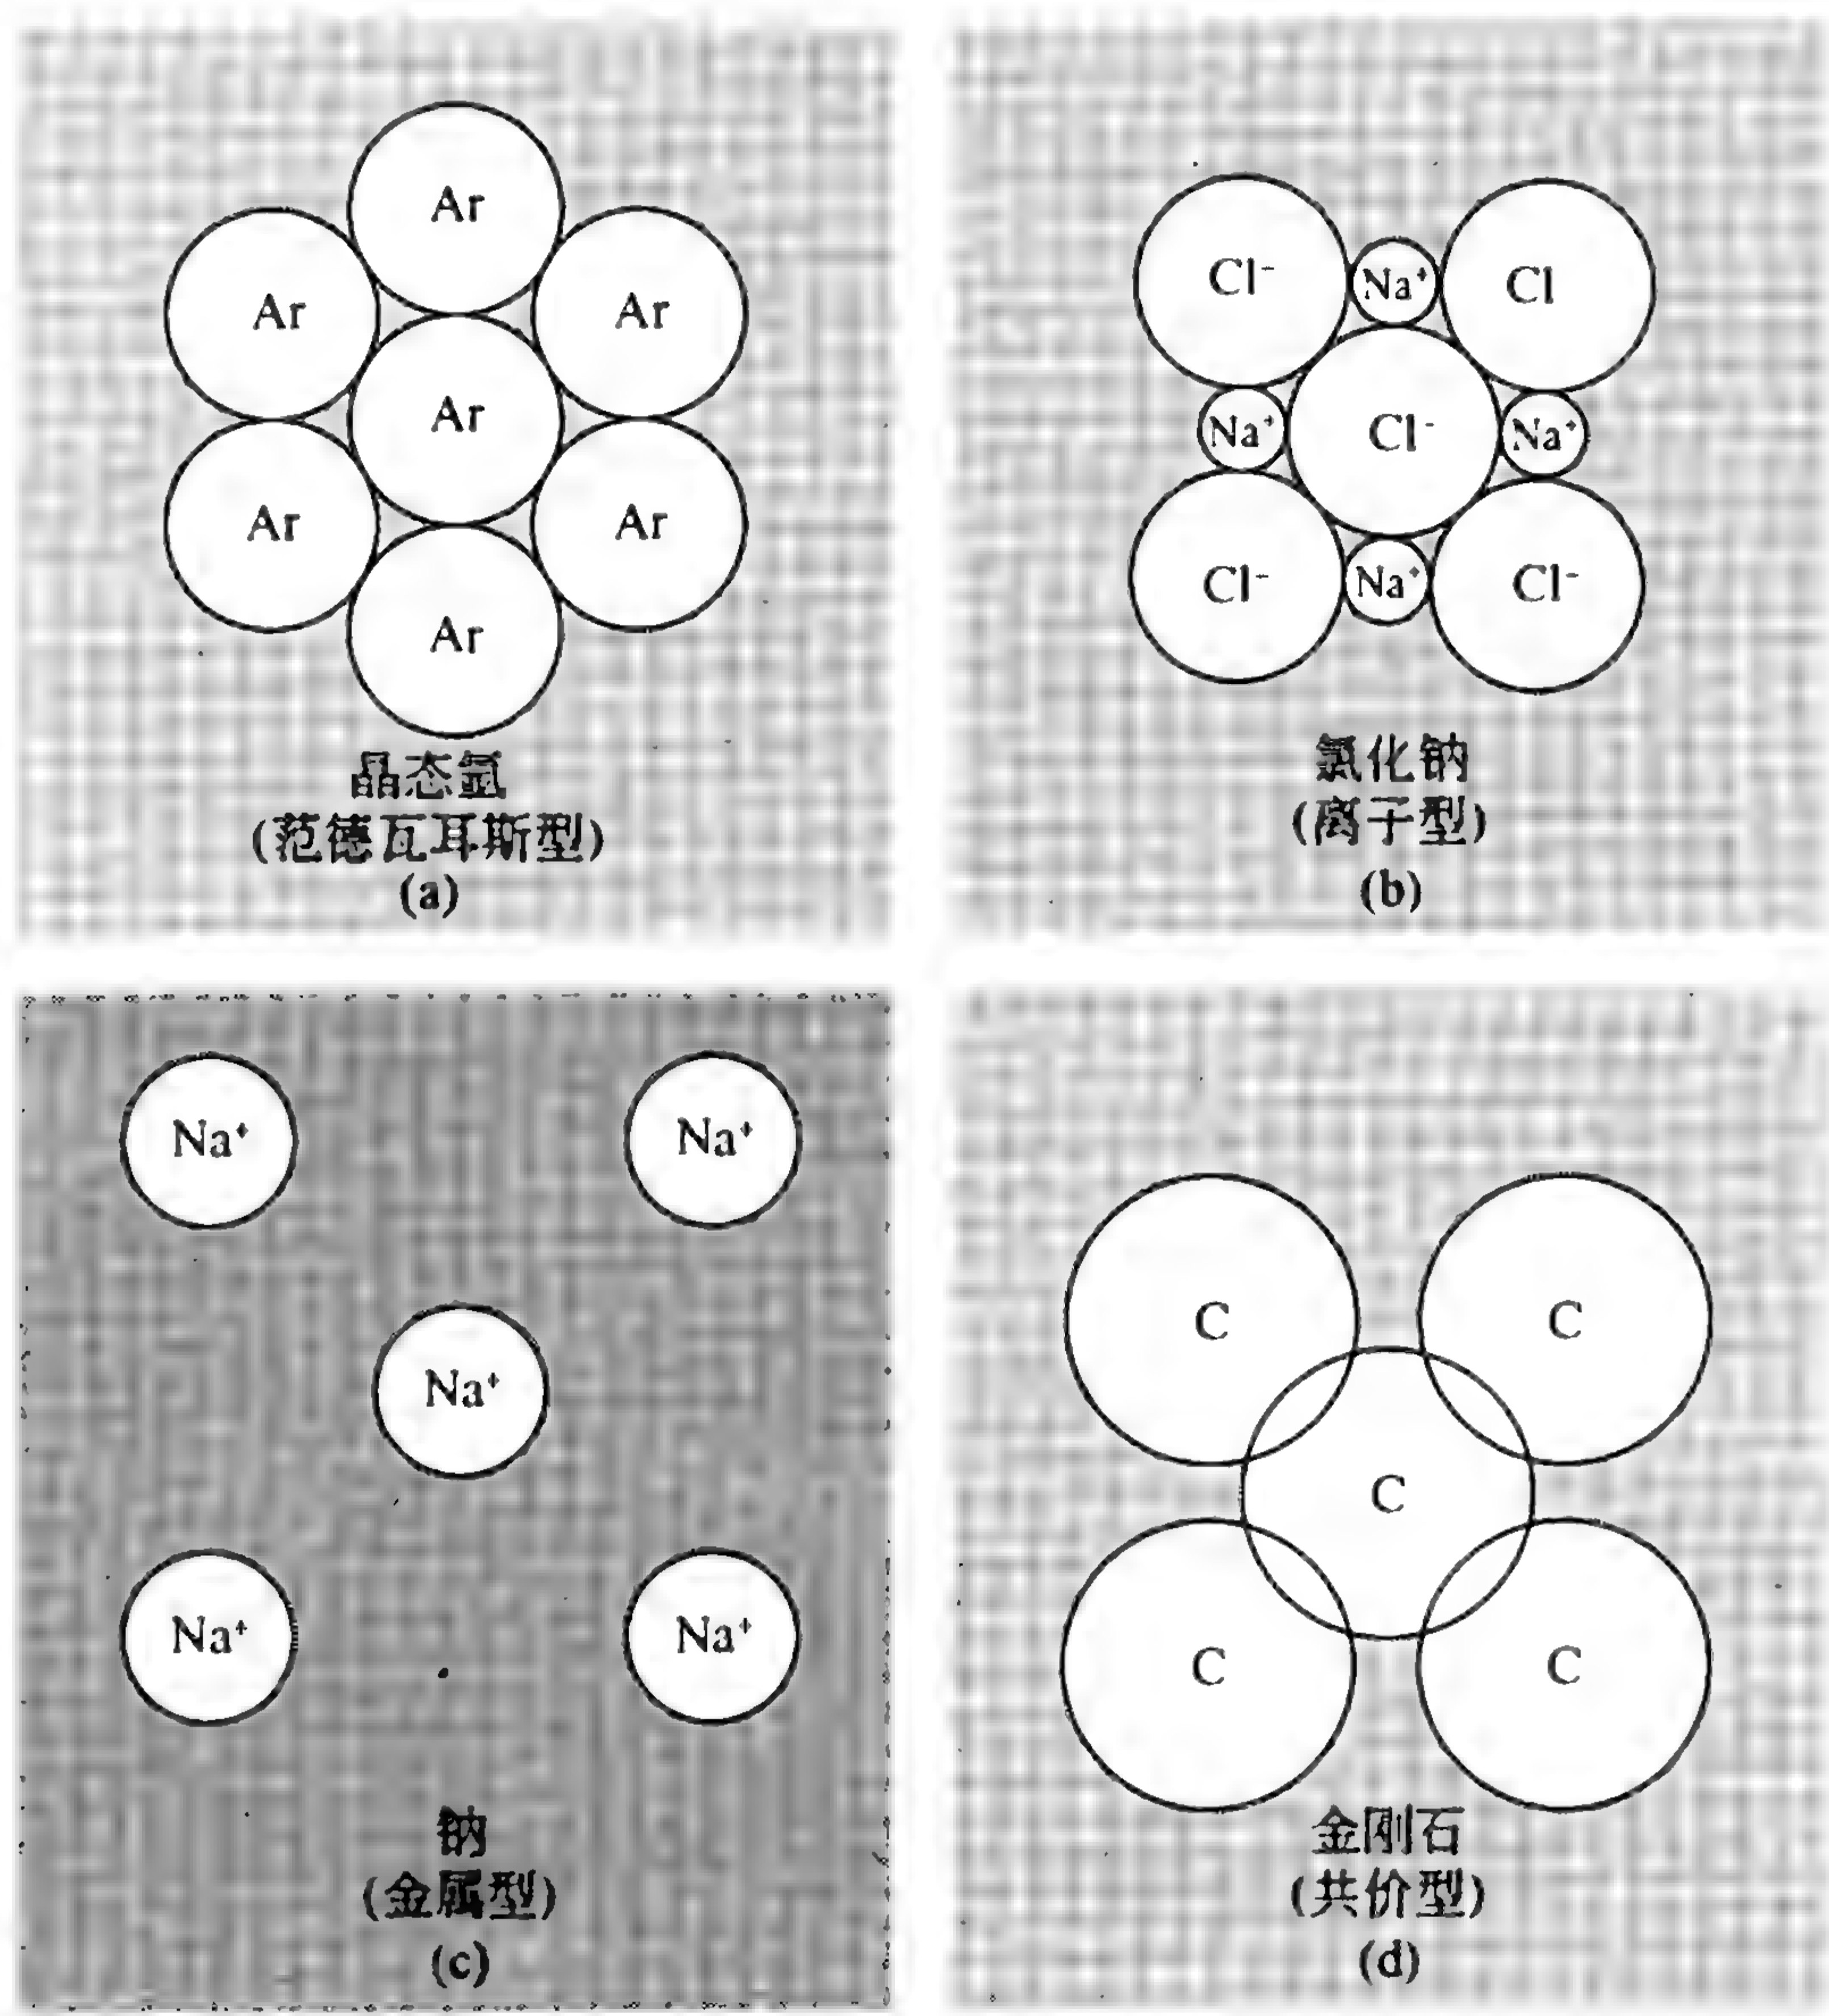 Ar
Ar
Ar
Ar
Ar
Ar
Ar
晶态氩
(范德瓦耳斯型)
(a)
Cl⁻
Na⁺
Cl
Na⁺
Cl⁻
Na⁺
Cl⁻
Na⁺
Cl⁻
氯化钠
(离子型)
(b)
Na⁺
Na⁺
Na⁺
Na⁺
Na⁺
钠
(金属型)
(c)
C
C
C
C
C
金刚石
(共价型)
(d)